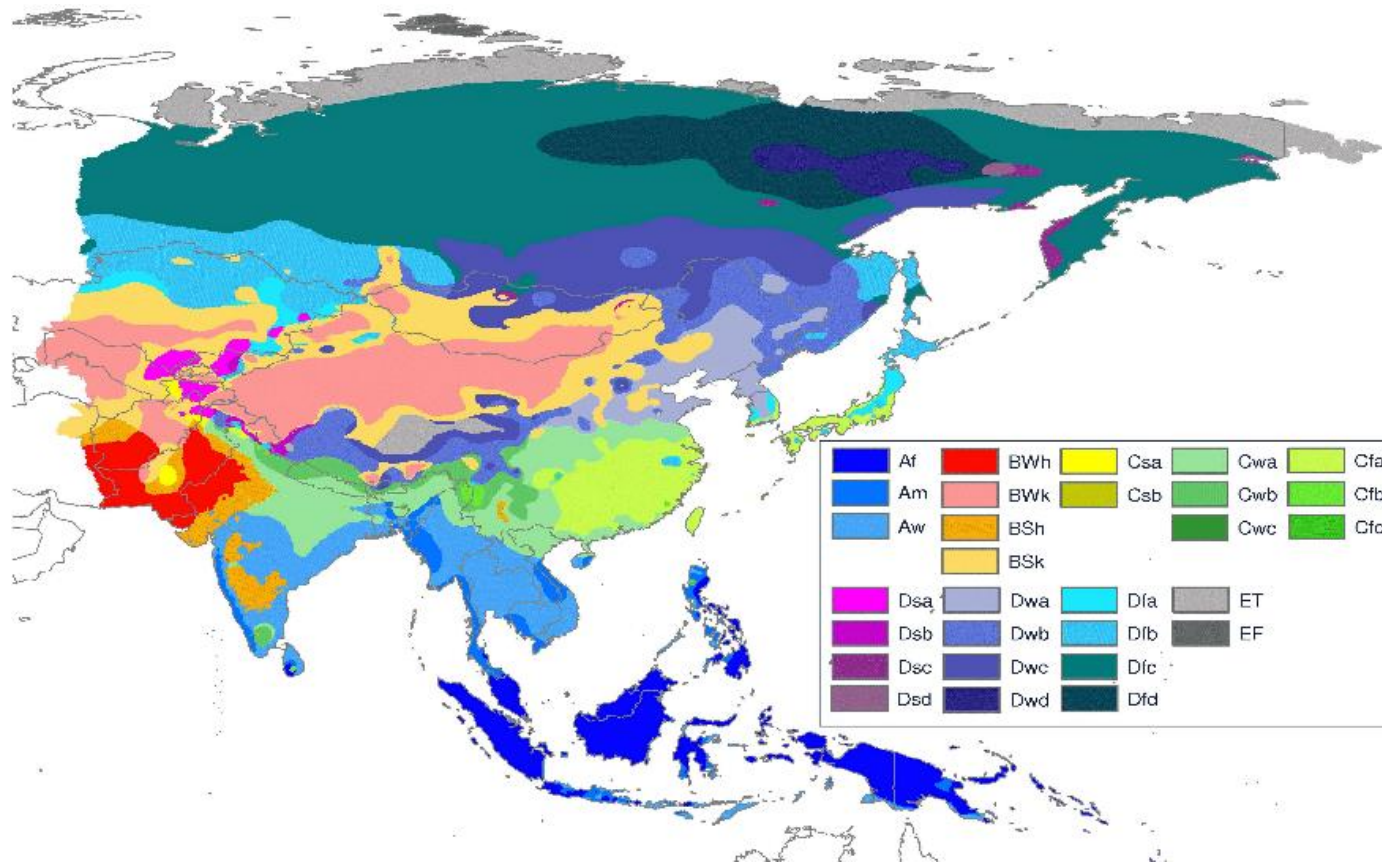 Af BWh Csa Cwa Cfa
Am BWk Csb Cwb Cfb
Aw BSh Cwc Cfc
BSk
Dsa Dwa Dfa ET
Dsb Dwb Dfb EF
Dsc Dwc Dfc
Dsd Dwd Dfd